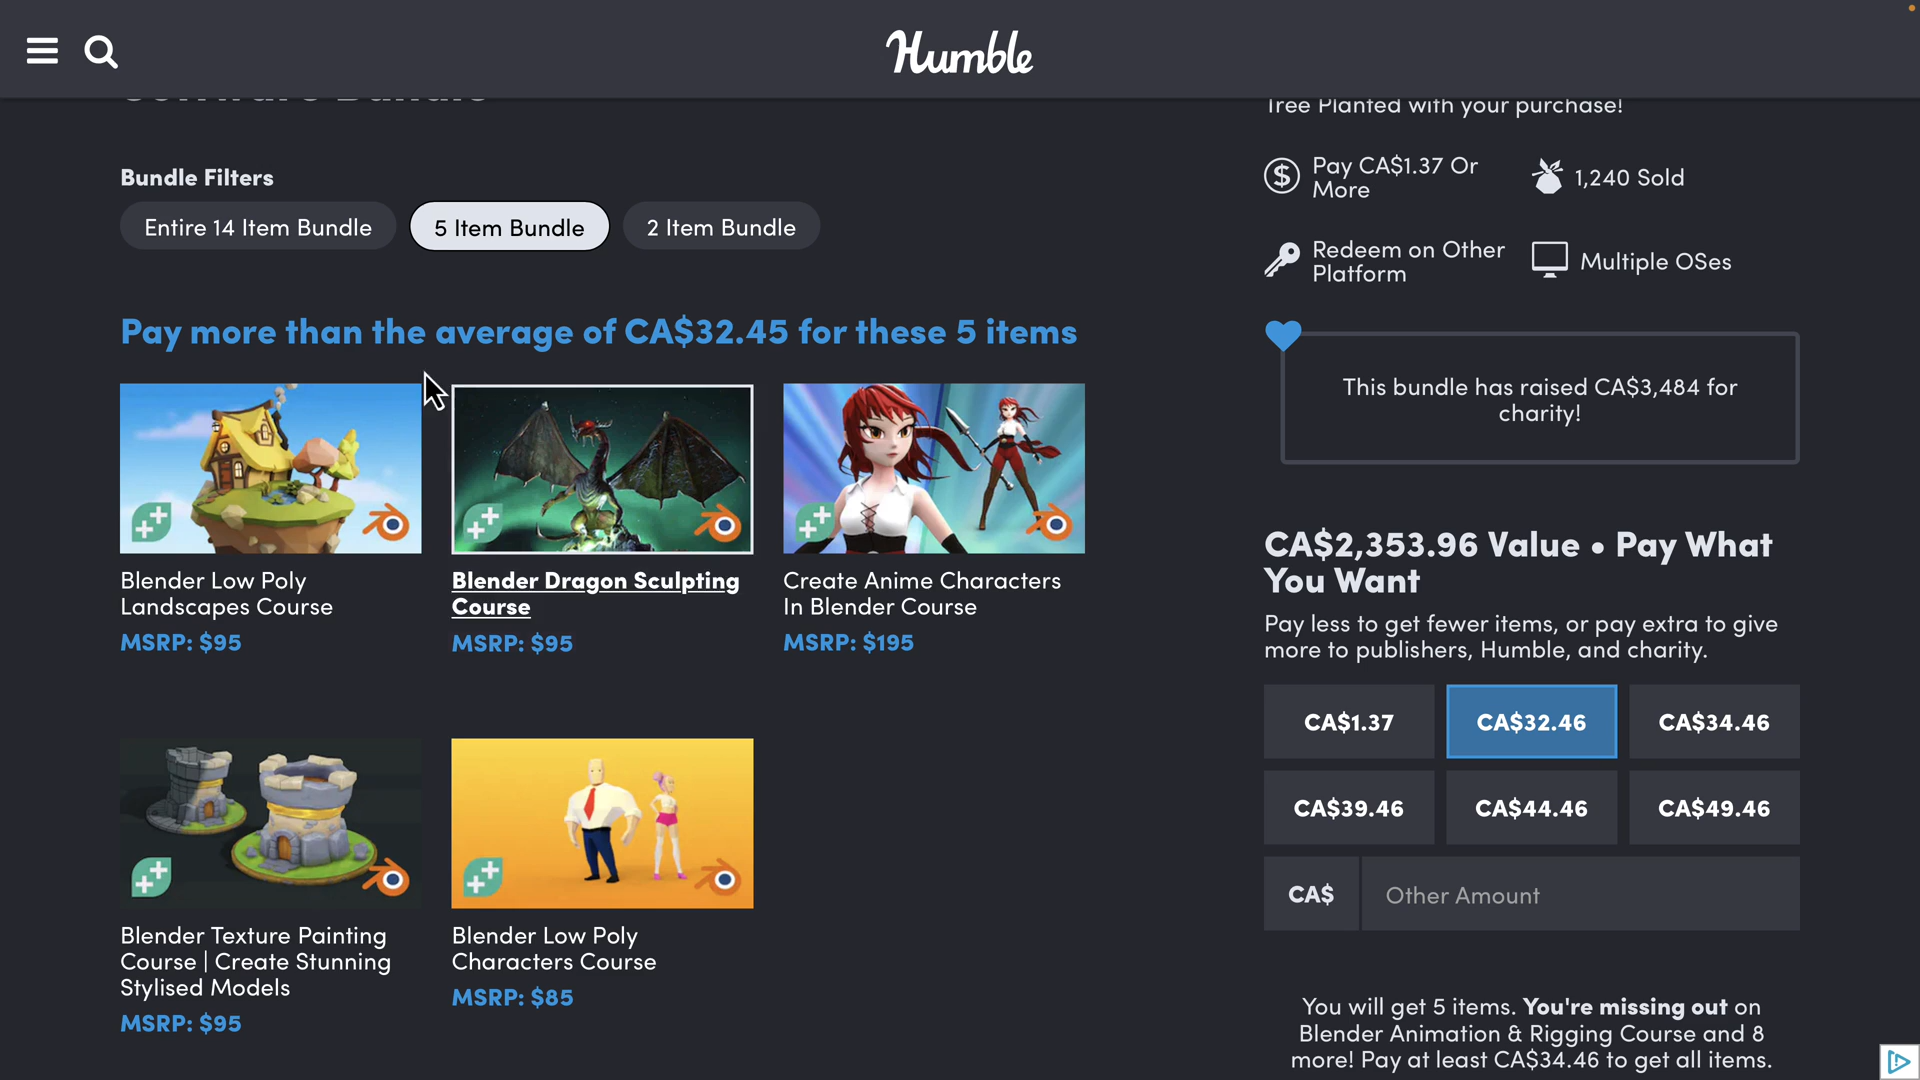 Humble
Software Bundle
Tree Planted with your purchase!
Bundle Filters
Entire 14 Item Bundle
5 Item Bundle
2 Item Bundle
Pay more than the average of CA$32.45 for these 5 items
Blender Low Poly
Landscapes Course
MSRP: $95
Blender Dragon Sculpting
Course
MSRP: $95
Create Anime Characters
In Blender Course
MSRP: $195
Blender Texture Painting
Course | Create Stunning
Stylised Models
MSRP: $95
Blender Low Poly
Characters Course
MSRP: $85
Pay CA$1.37 Or
More
1,240 Sold
Redeem on Other
Platform
Multiple OSes
This bundle has raised CA$3,484 for
charity!
CA$2,353.96 Value • Pay What
You Want
Pay less to get fewer items, or pay extra to give
more to publishers, Humble, and charity.
CA$1.37
CA$32.46
CA$34.46
CA$39.46
CA$44.46
CA$49.46
CA$
Other Amount
You will get 5 items. You're missing out on
Blender Animation & Rigging Course and 8
more! Pay at least CA$34.46 to get all items.